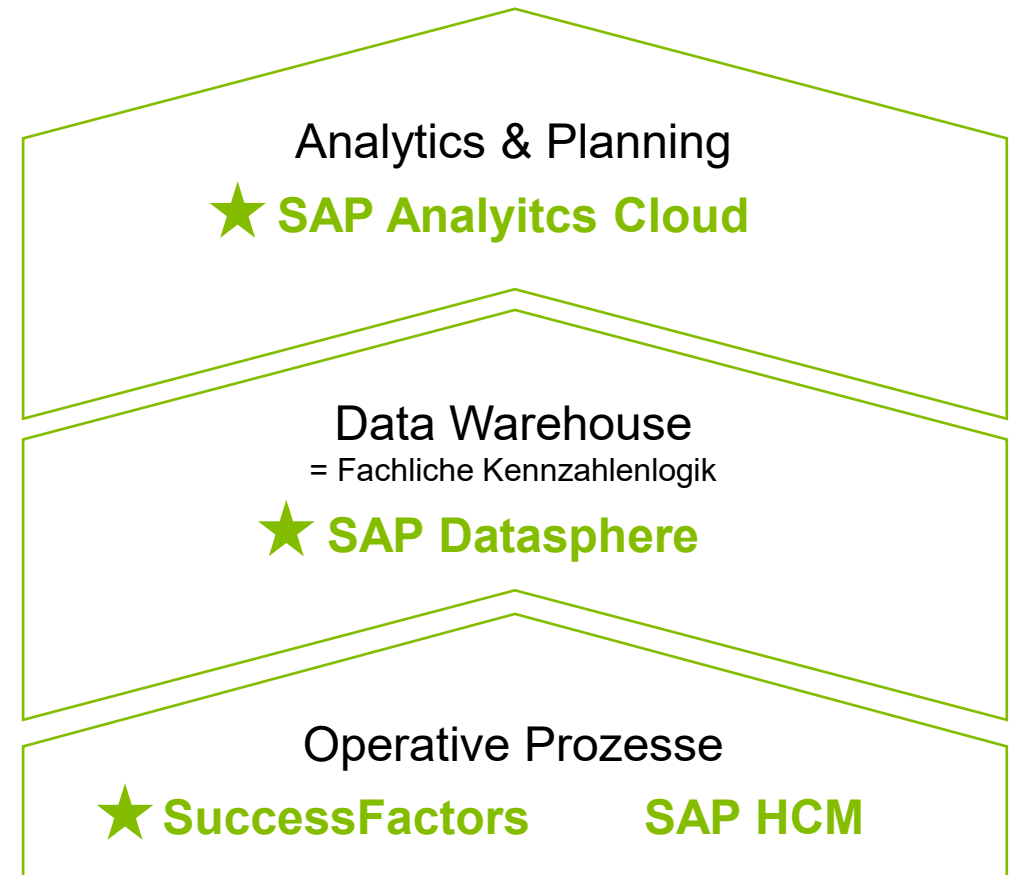 Analytics & Planning
SAP Analyitcs Cloud
Data Warehouse
= Fachliche Kennzahlenlogik
SAP Datasphere
Operative Prozesse
SuccessFactors SAP HCM